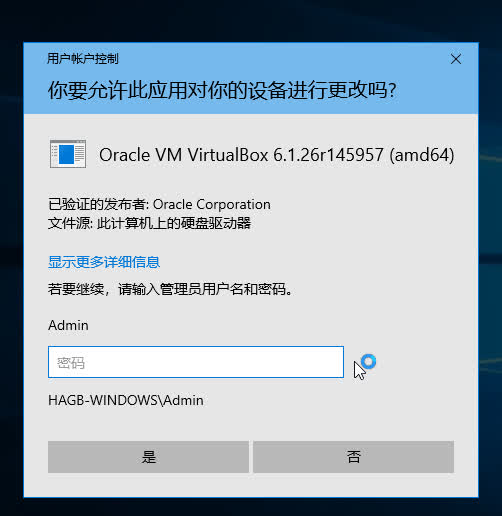 用户帐户控制
你要允许此应用对你的设备进行更改吗?
Oracle VM VirtualBox 6.1.26r145957 (amd64)
已验证的发布者: Oracle Corporation
文件源: 此计算机上的硬盘驱动器
显示更多详细信息
若要继续，请输入管理员用户名和密码。
Admin
密码
HAGB-WINDOWS\Admin
是
否